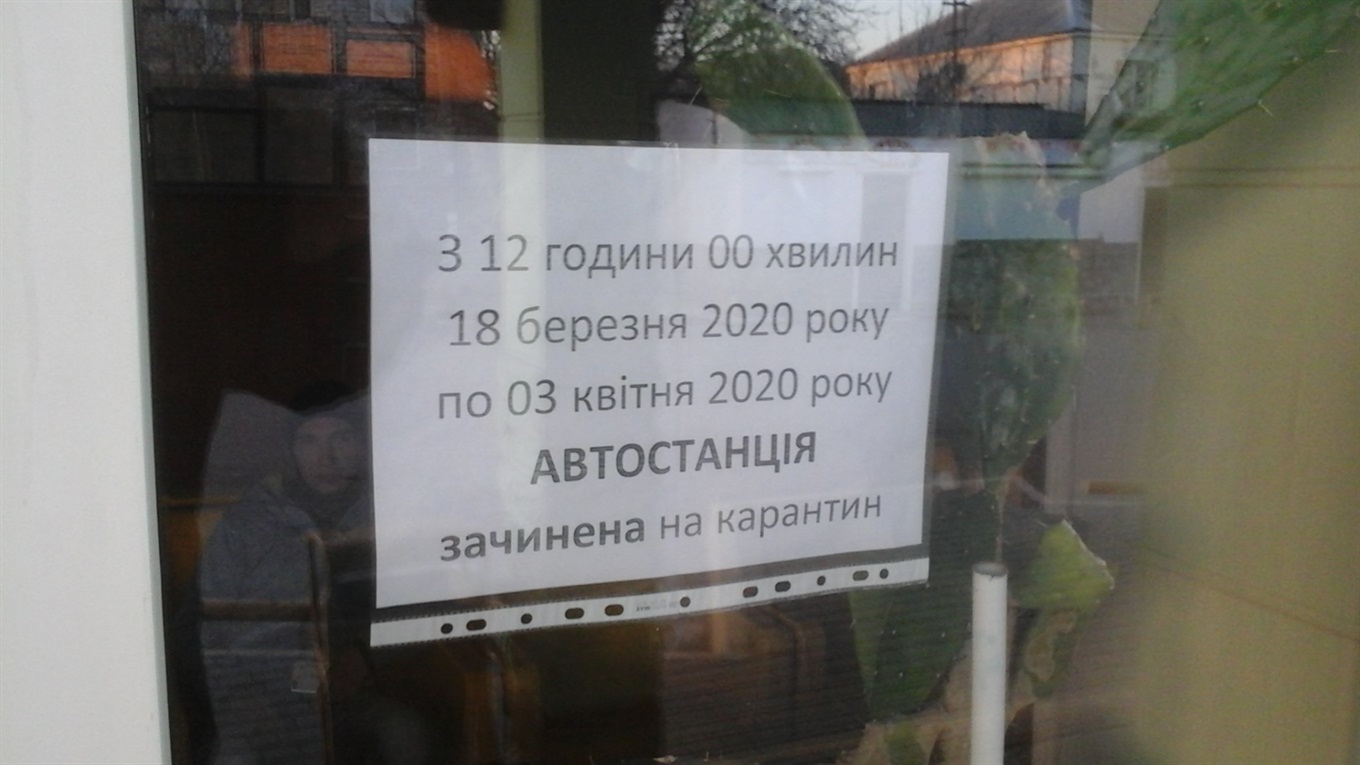 З 12 години 00 хвилин
18 березня 2020 року
по 03 квітня 2020 року
АВТОСТАНЦІЯ
зачинена на карантин